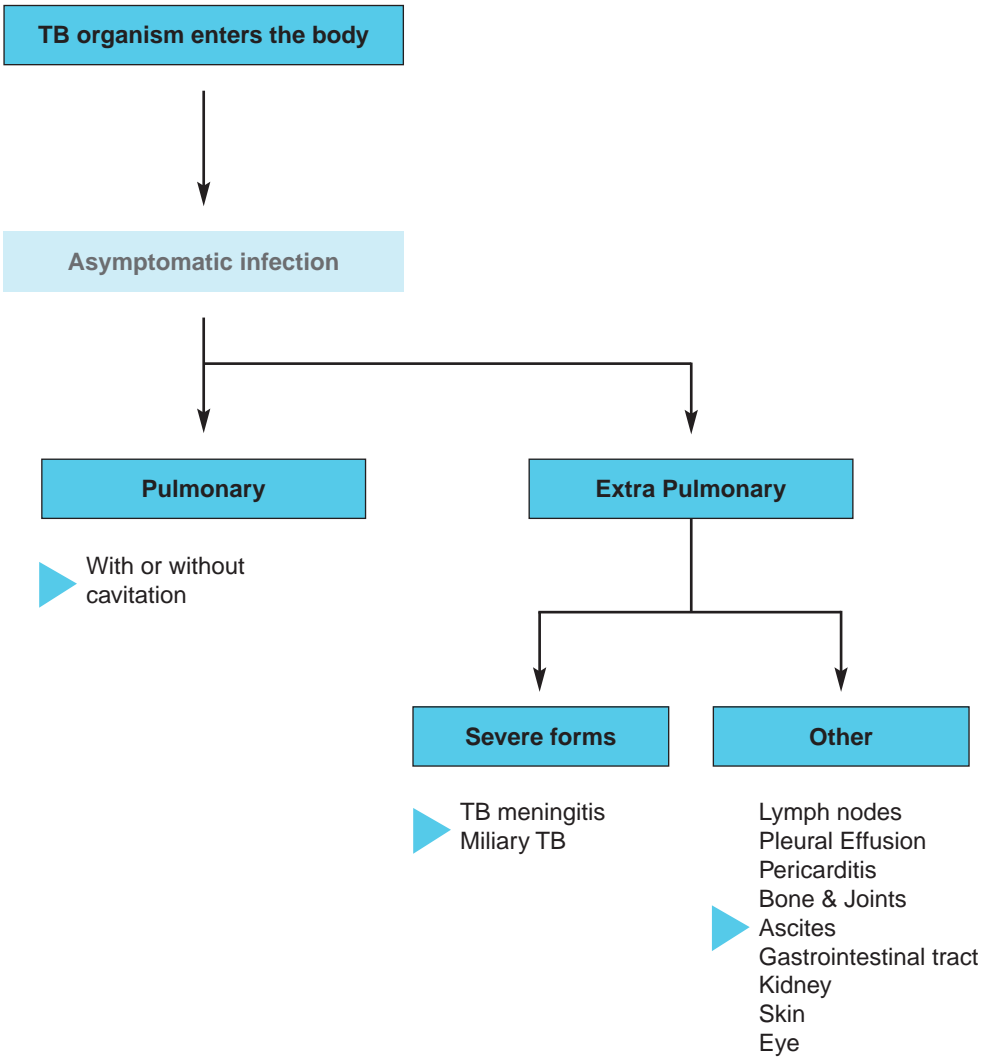 TB organism enters the body
Asymptomatic infection
Pulmonary
With or without
cavitation
Extra Pulmonary
Severe forms
TB meningitis
Miliary TB
Other
Lymph nodes
Pleural Effusion
Pericarditis
Bone & Joints
Ascites
Gastrointestinal tract
Kidney
Skin
Eye